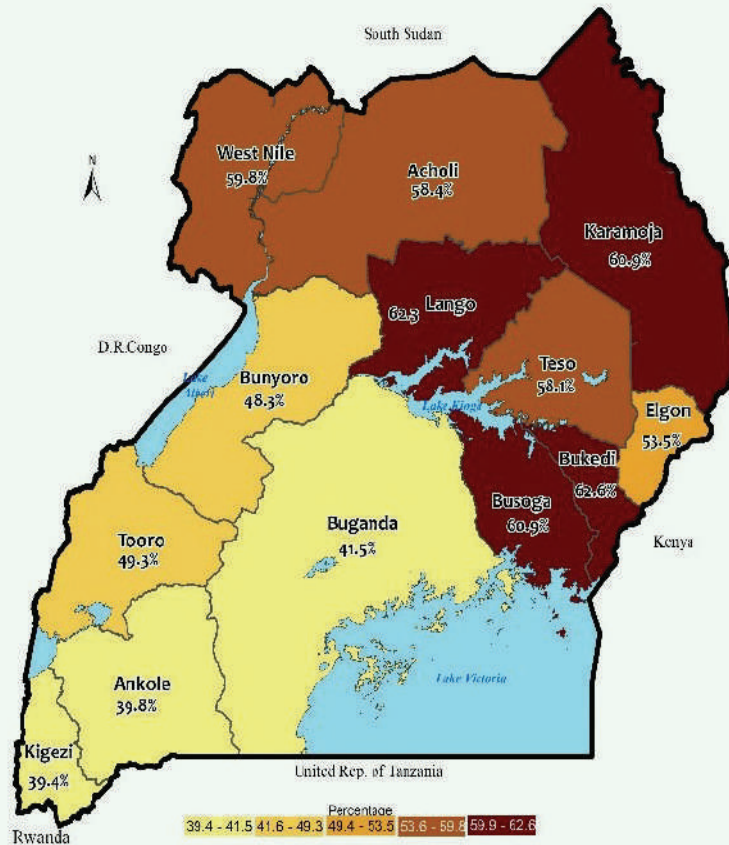 South Sudan
West Nile
59.8%
N
Acholi
58.4%
Karamoja
60.9%
Lango
62.3
D.R.Congo
Lake
Albert
Bunyoro
48.3%
Teso
58.1%
Lake Kioga
Elgon
53.5%
Bukedi
62.6%
Busoga
60.9%
Buganda
41.5%
Tooro
49.3%
Kenya
Ankole
39.8%
Lake Victoria
Kigezi
39.4%
United Rep. of Tanzania
Rwanda
Percentage
39.4 - 41.5 41.6 - 49.3 49.4 - 53.5 53.6 - 59.8 59.9 - 62.6